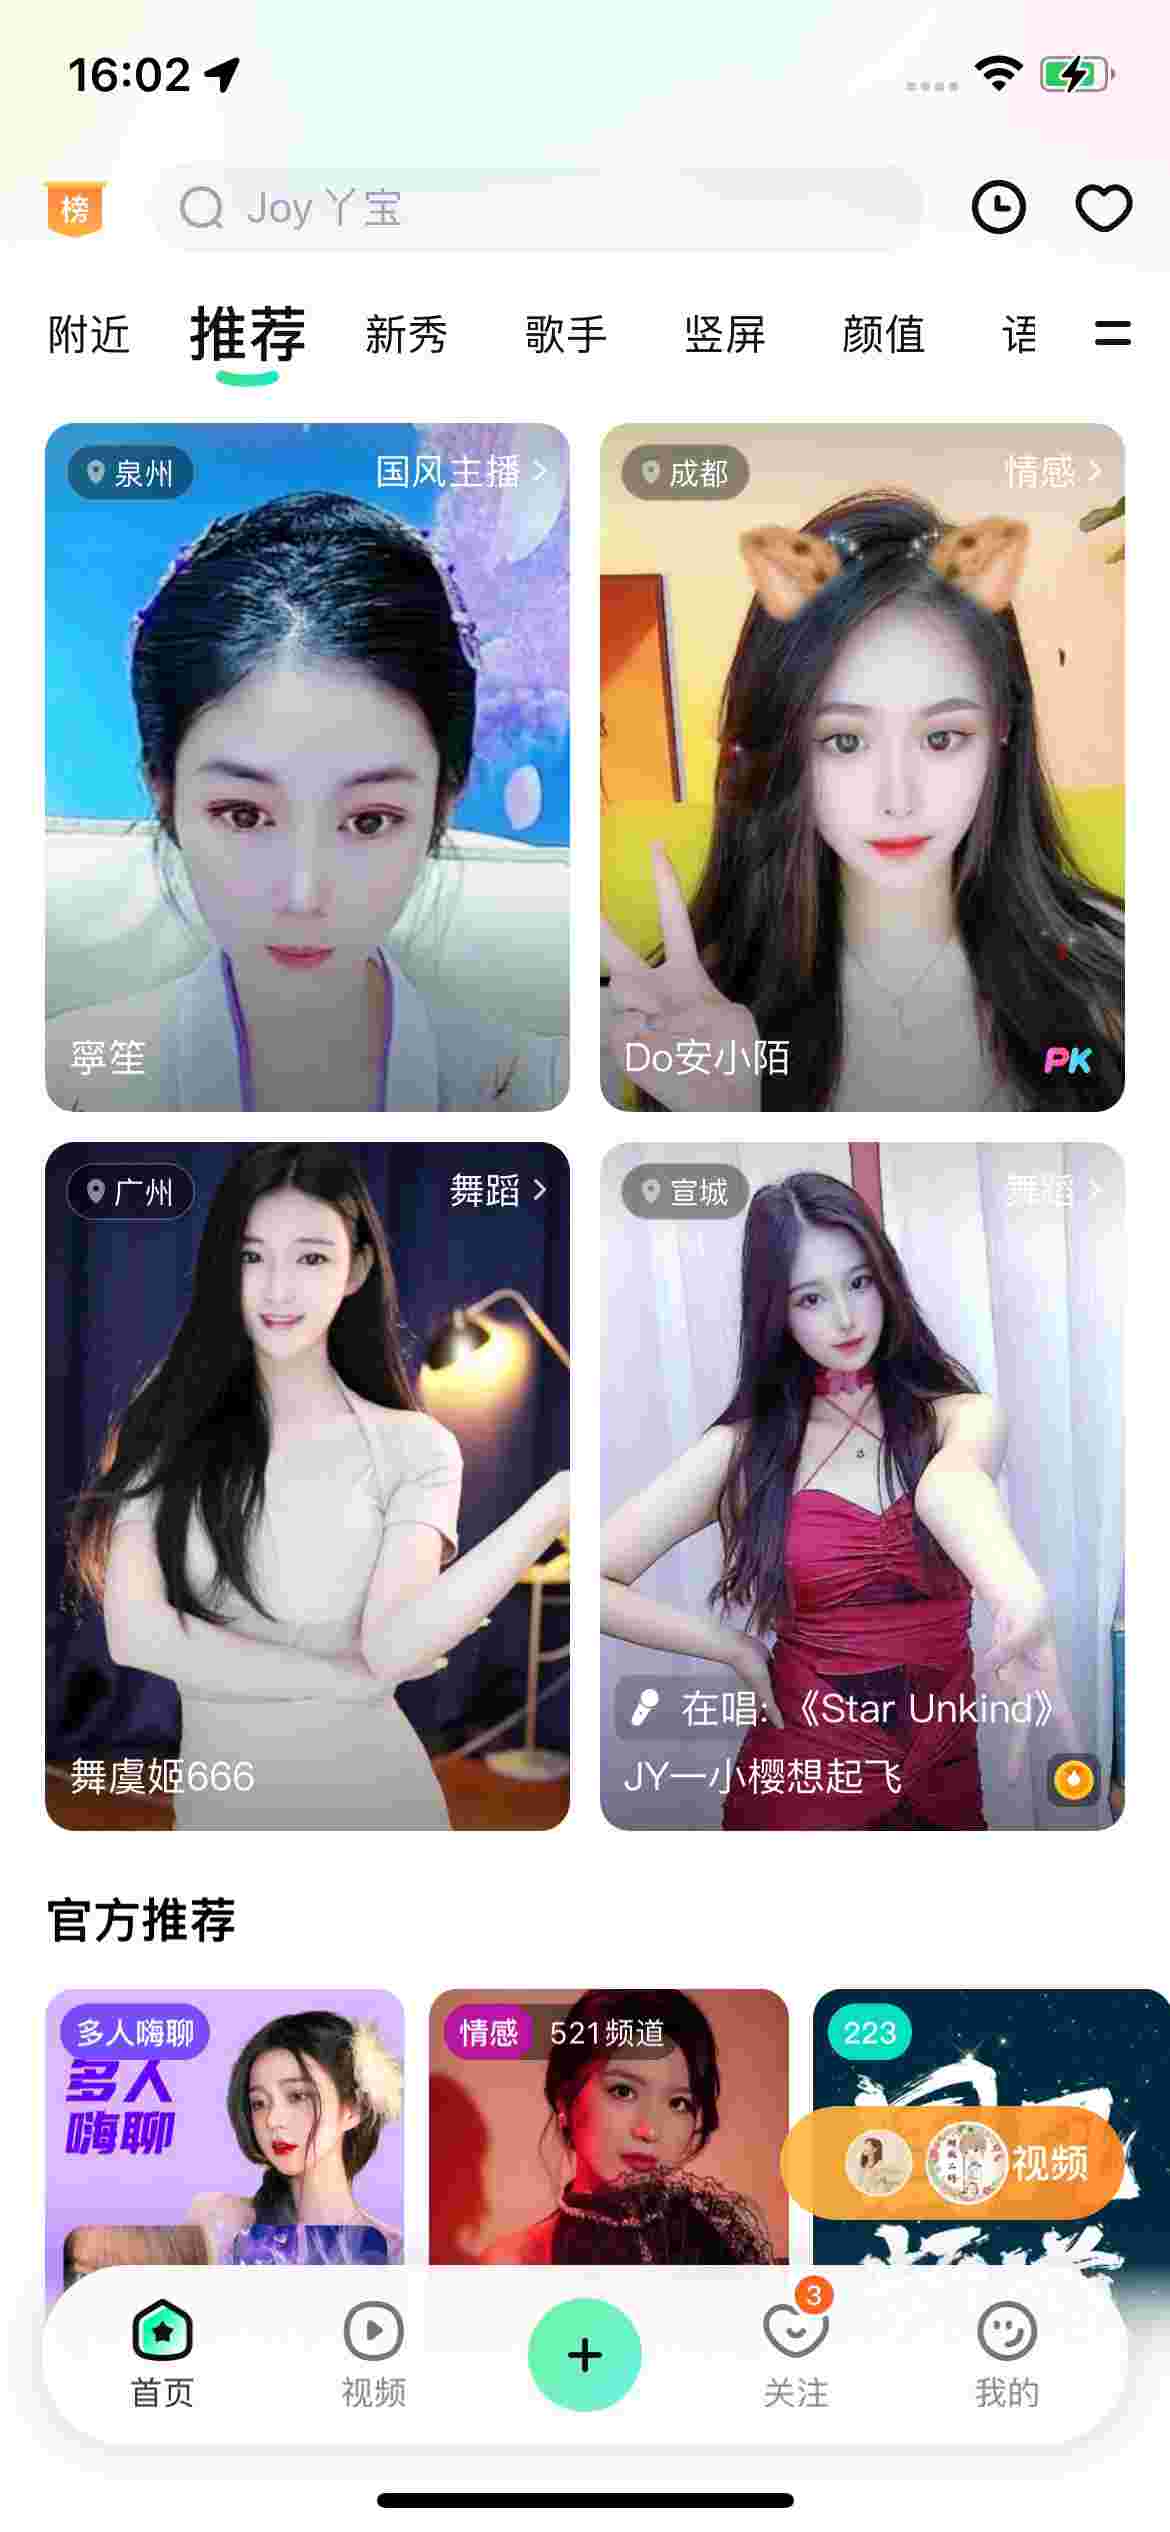 16:02
榜
Joy丫宝
附近 推荐 新秀 歌手 竖屏 颜值 语
泉州 国风主播
寜笙
成都 情感
Do安小陌 PK
广州 舞蹈
舞虞姬666
宣城 舞蹈
在唱: 《Star Unkind》
JY一小樱想起飞
官方推荐
多人嗨聊
多人
嗨聊
情感 521频道
223
视频
3
首页 视频 关注 我的